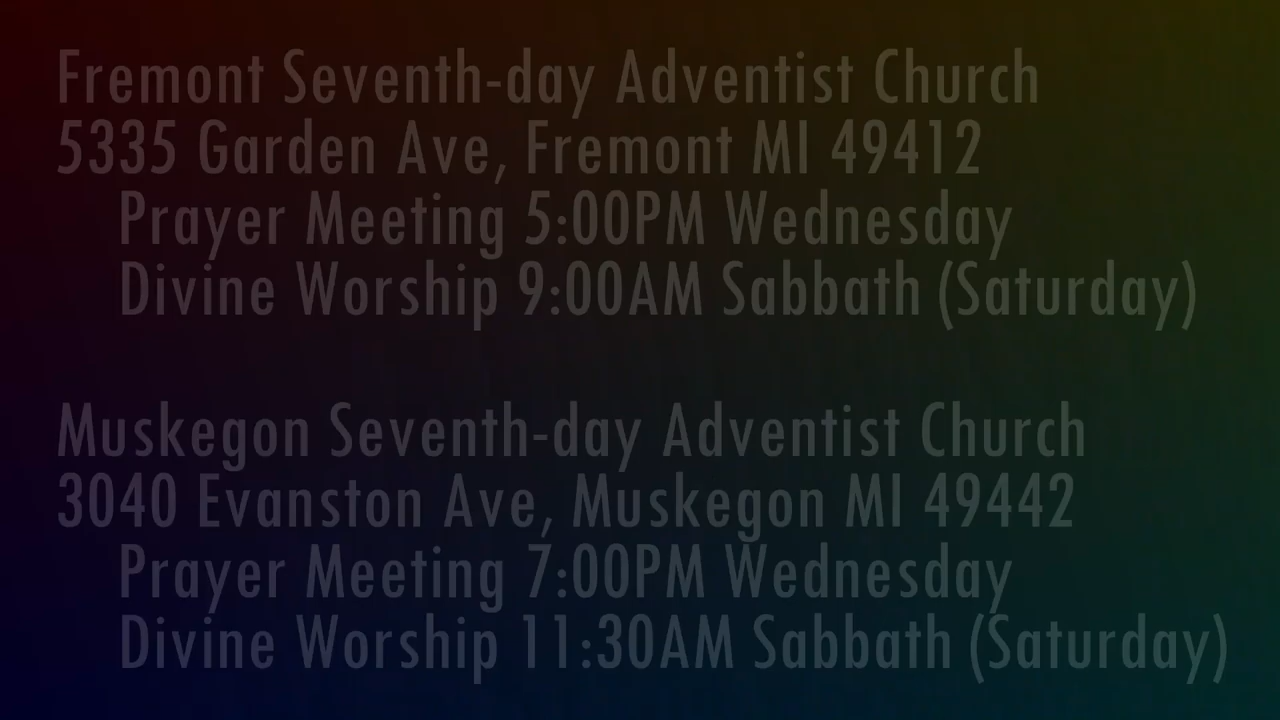 Fremont Seventh-day Adventist Church
5335 Garden Ave, Fremont MI 49412
Prayer Meeting 5:00PM Wednesday
Divine Worship 9:00AM Sabbath (Saturday)
Muskegon Seventh-day Adventist Church
3040 Evanston Ave, Muskegon MI 49442
Prayer Meeting 7:00PM Wednesday
Divine Worship 11:30AM Sabbath (Saturday)